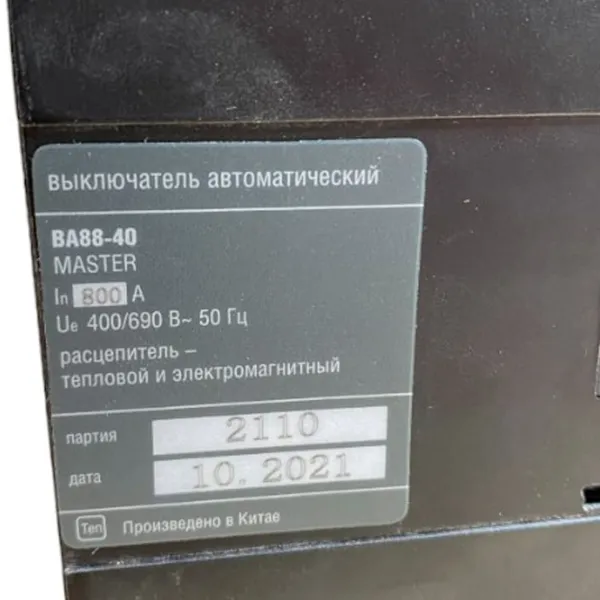 выключатель автоматический
ВА88-40
MASTER
In 800 А
Ue 400/690 В~ 50 Гц
расцепитель –
тепловой и электромагнитный
партия 2110
дата 10. 2021
Теп Произведено в Китае